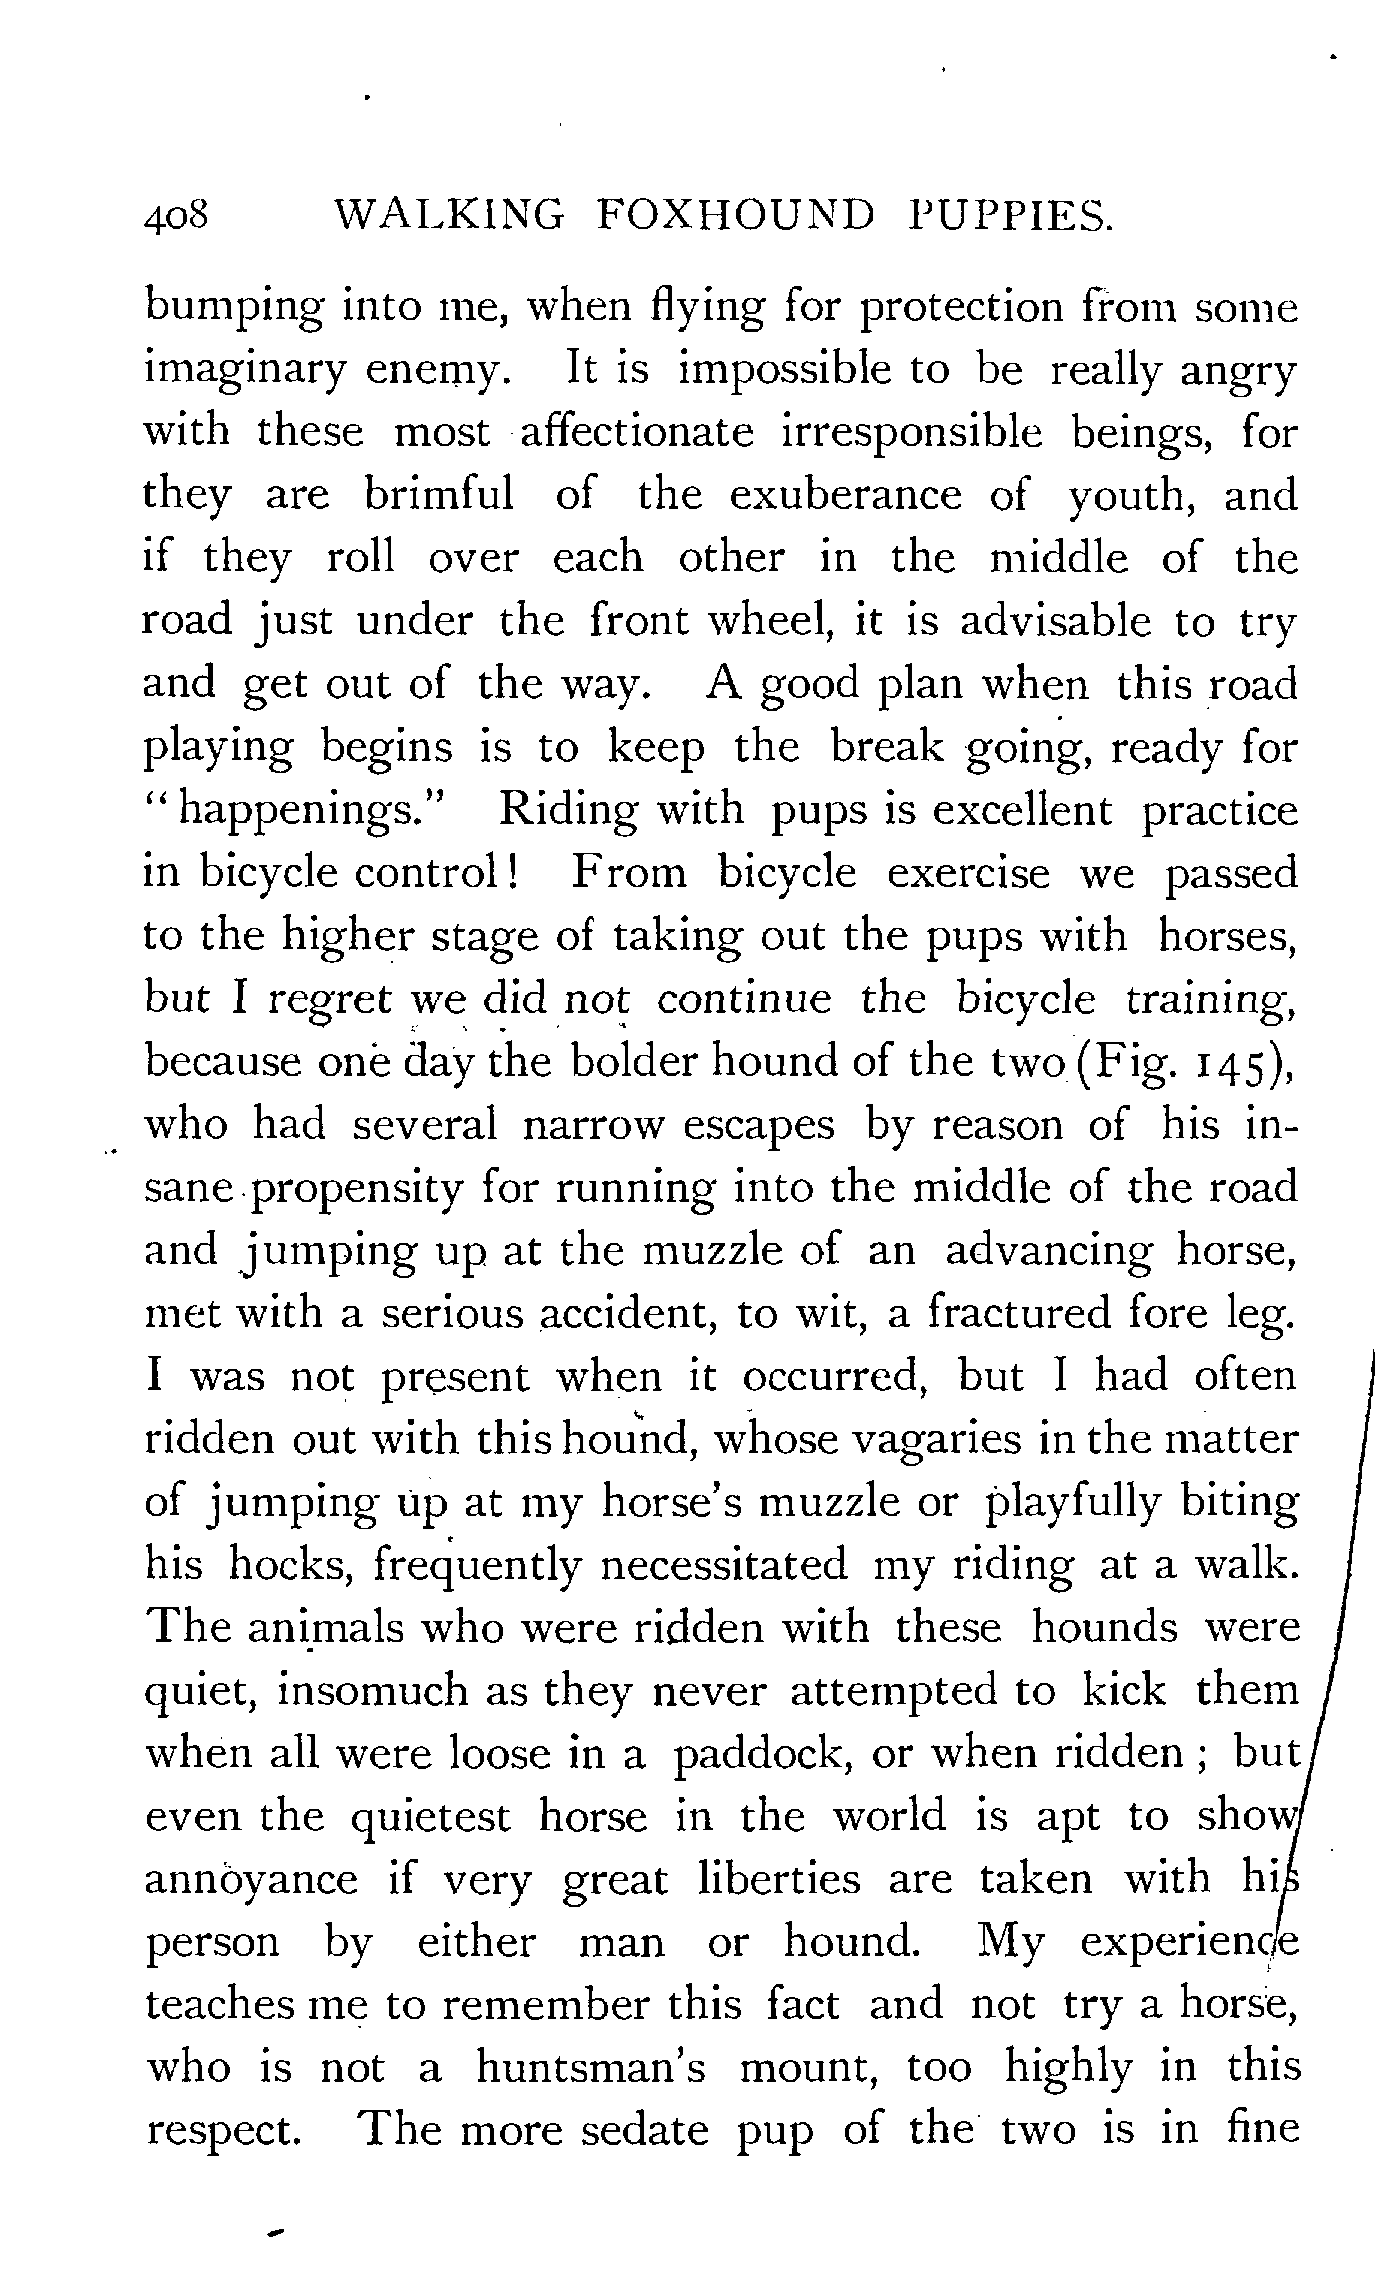 408 WALKING FOXHOUND PUPPIES.
bumping into me, when flying for protection from some
imaginary enemy. It is impossible to be really angry
with these most affectionate irresponsible beings, for
they are brimful of the exuberance of youth, and
if they roll over each other in the middle of the
road just under the front wheel, it is advisable to try
and get out of the way. A good plan when this road
playing begins is to keep the break going, ready for
“happenings.” Riding with pups is excellent practice
in bicycle control! From bicycle exercise we passed
to the higher stage of taking out the pups with horses,
but I regret we did not continue the bicycle training,
because one day the bolder hound of the two (Fig. 145),
who had several narrow escapes by reason of his in-
sane propensity for running into the middle of the road
and jumping up at the muzzle of an advancing horse,
met with a serious accident, to wit, a fractured fore leg.
I was not present when it occurred, but I had often
ridden out with this hound, whose vagaries in the matter
of jumping up at my horse's muzzle or playfully biting
his hocks, frequently necessitated my riding at a walk.
The animals who were ridden with these hounds were
quiet, insomuch as they never attempted to kick them
when all were loose in a paddock, or when ridden ; but
even the quietest horse in the world is apt to show
annoyance if very great liberties are taken with his
person by either man or hound. My experience
teaches me to remember this fact and not try a horse,
who is not a huntsman's mount, too highly in this
respect. The more sedate pup of the two is in fine